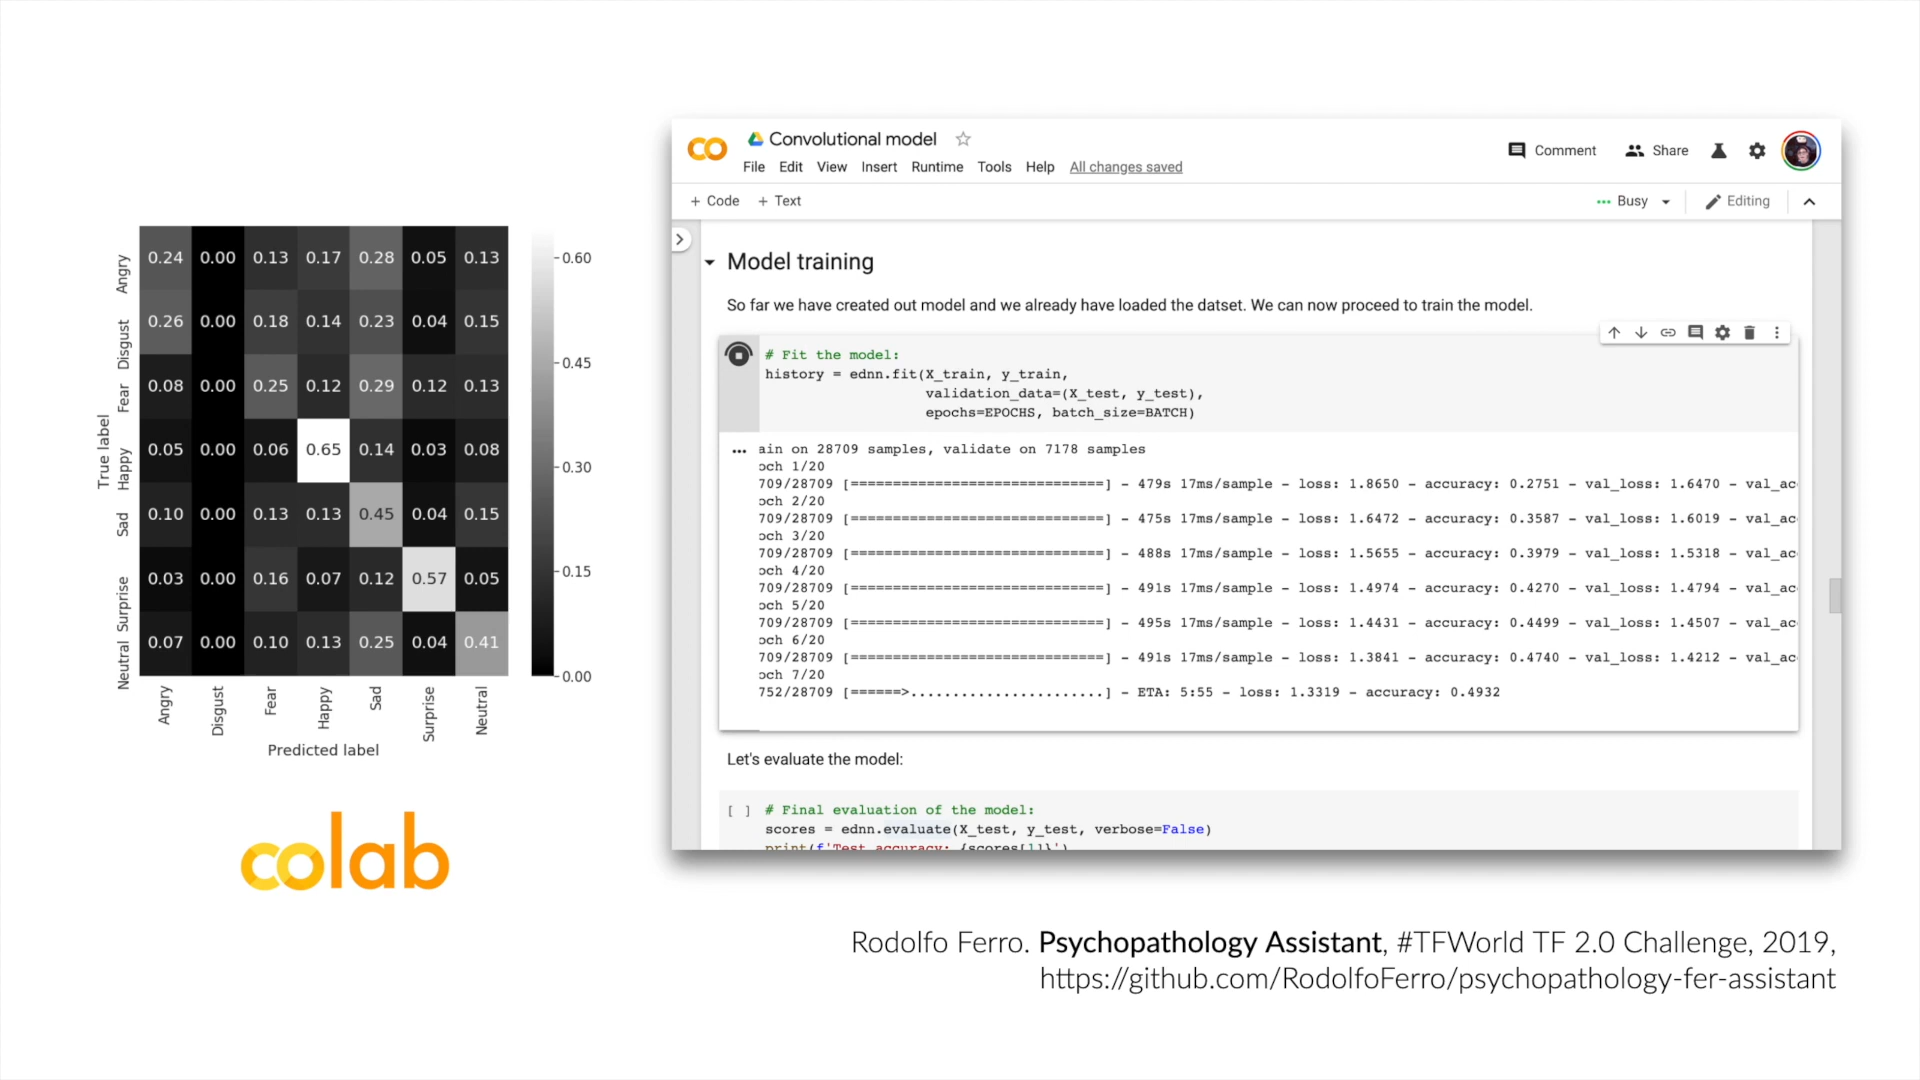 True label
Angry
Disgust
Fear
Happy
Sad
Surprise
Neutral
0.24 0.00 0.13 0.17 0.28 0.05 0.13
0.26 0.00 0.18 0.14 0.23 0.04 0.15
0.08 0.00 0.25 0.12 0.29 0.12 0.13
0.05 0.00 0.06 0.65 0.14 0.03 0.08
0.10 0.00 0.13 0.13 0.45 0.04 0.15
0.03 0.00 0.16 0.07 0.12 0.57 0.05
0.07 0.00 0.10 0.13 0.25 0.04 0.41
Angry Disgust Fear Happy Sad Surprise Neutral
Predicted label
0.60
0.45
0.30
0.15
0.00
colab
CO
Convolutional model
File Edit View Insert Runtime Tools Help All changes saved
Comment Share
+ Code + Text
Busy Editing
Model training
So far we have created out model and we already have loaded the datset. We can now proceed to train the model.
# Fit the model:
history = ednn.fit(X_train, y_train,
validation_data=(X_test, y_test),
epochs=EPOCHS, batch_size=BATCH)
ain on 28709 samples, validate on 7178 samples
och 1/20
709/28709 [==============================] - 479s 17ms/sample - loss: 1.8650 - accuracy: 0.2751 - val_loss: 1.6470 - val_ac
och 2/20
709/28709 [==============================] - 475s 17ms/sample - loss: 1.6472 - accuracy: 0.3587 - val_loss: 1.6019 - val_ac
och 3/20
709/28709 [==============================] - 488s 17ms/sample - loss: 1.5655 - accuracy: 0.3979 - val_loss: 1.5318 - val_ac
och 4/20
709/28709 [==============================] - 491s 17ms/sample - loss: 1.4974 - accuracy: 0.4270 - val_loss: 1.4794 - val_ac
och 5/20
709/28709 [==============================] - 495s 17ms/sample - loss: 1.4431 - accuracy: 0.4499 - val_loss: 1.4507 - val_ac
och 6/20
709/28709 [==============================] - 491s 17ms/sample - loss: 1.3841 - accuracy: 0.4740 - val_loss: 1.4212 - val_ac
och 7/20
752/28709 [======>.......................] - ETA: 5:55 - loss: 1.3319 - accuracy: 0.4932
Let's evaluate the model:
[ ] # Final evaluation of the model:
scores = ednn.evaluate(X_test, y_test, verbose=False)
print(f'Test accuracy: {scores[1]}')
Rodolfo Ferro. Psychopathology Assistant, #TFWorld TF 2.0 Challenge, 2019,
https://github.com/RodolfoFerro/psychopathology-fer-assistant